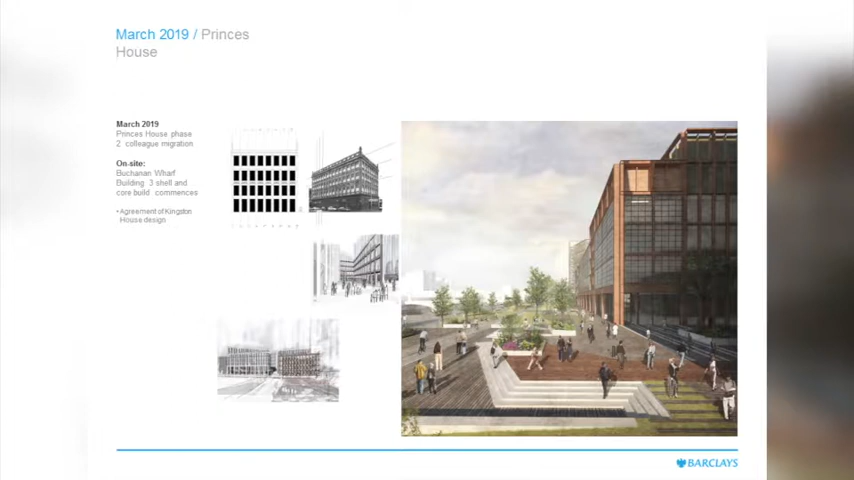 March 2019 / Princes
House
March 2019
Princes House phase
2 colleague migration
On-site:
Buchanan Wharf
Building 3 shell and
core build commences
• Agreement of Kingston
House design
BARCLAYS